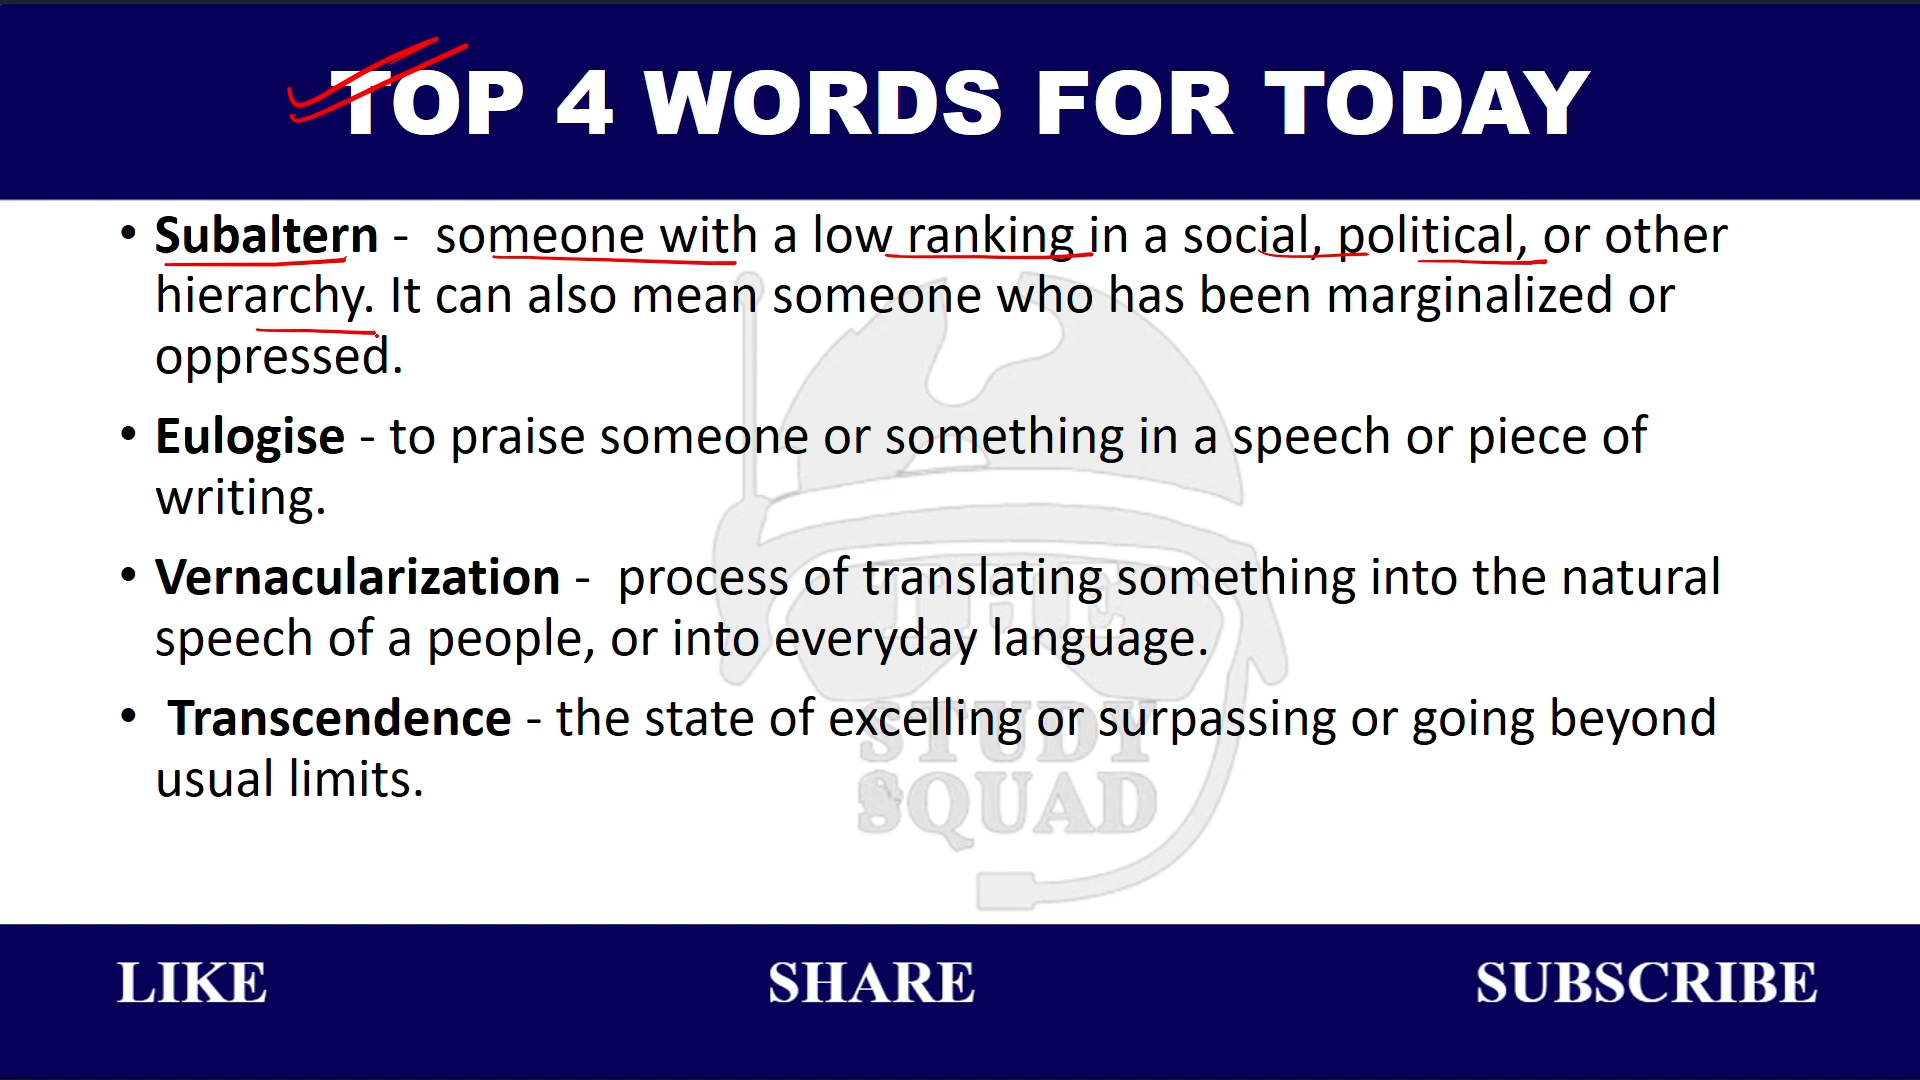 TOP 4 WORDS FOR TODAY
• Subaltern -  someone with a low ranking in a social, political, or other
hierarchy. It can also mean someone who has been marginalized or
oppressed.
• Eulogise - to praise someone or something in a speech or piece of
writing.
• Vernacularization -  process of translating something into the natural
speech of a people, or into everyday language.
•  Transcendence - the state of excelling or surpassing or going beyond
usual limits.
THE
STUDY
SQUAD
LIKE SHARE SUBSCRIBE